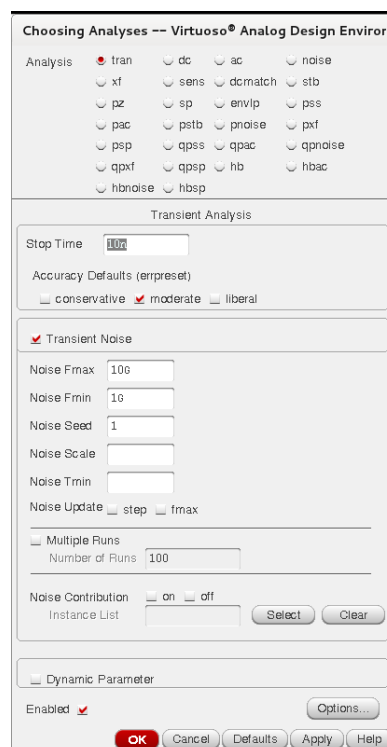 Choosing Analyses -- Virtuoso® Analog Design Enviror
Analysis tran dc ac noise
xf sens dcmatch stb
pz sp envlp pss
pac pstb pnoise pxf
psp qpss qpac qpnoise
qpxf qpsp hb hbac
hbnoise hbsp
Transient Analysis
Stop Time 10n
Accuracy Defaults (errpreset)
conservative moderate liberal
Transient Noise
Noise Fmax 10G
Noise Fmin 1G
Noise Seed 1
Noise Scale
Noise Tmin
Noise Update step fmax
Multiple Runs
Number of Runs 100
Noise Contribution on off
Instance List Select Clear
Dynamic Parameter
Enabled Options...
OK Cancel Defaults Apply Help